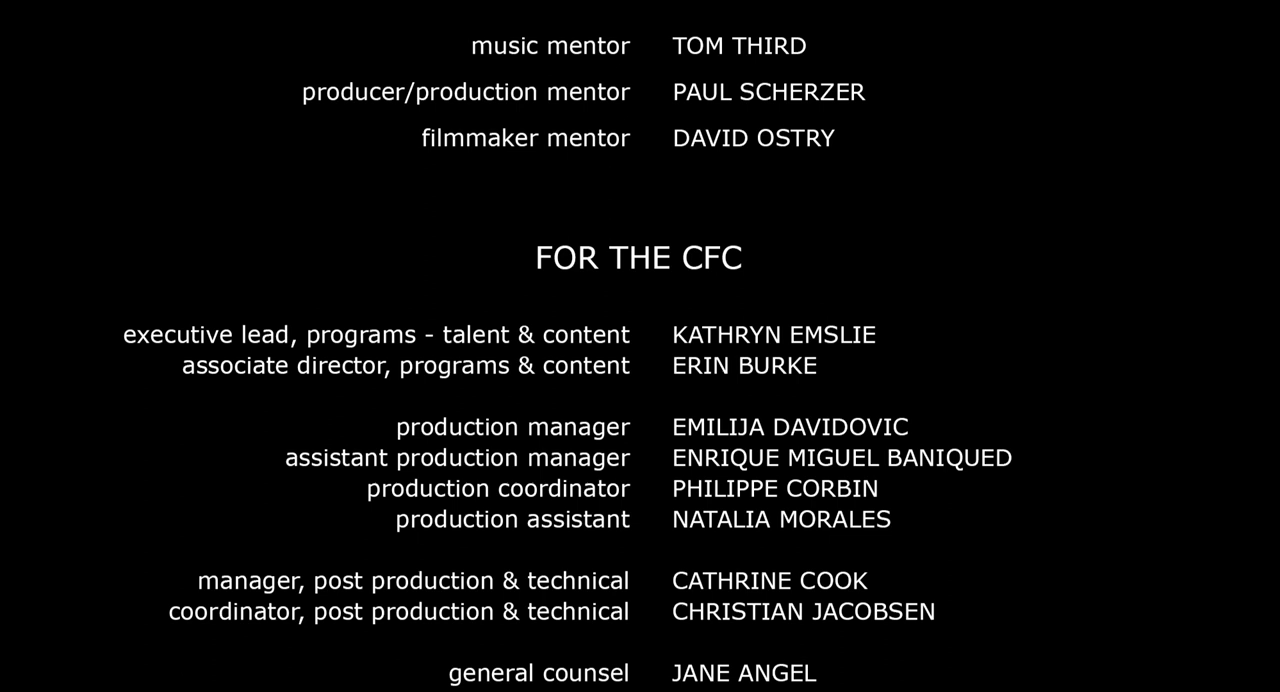 music mentor TOM THIRD
producer/production mentor PAUL SCHERZER
filmmaker mentor DAVID OSTRY
FOR THE CFC
executive lead, programs - talent & content KATHRYN EMSLIE
associate director, programs & content ERIN BURKE
production manager EMILIJA DAVIDOVIC
assistant production manager ENRIQUE MIGUEL BANIQUED
production coordinator PHILIPPE CORBIN
production assistant NATALIA MORALES
manager, post production & technical CATHRINE COOK
coordinator, post production & technical CHRISTIAN JACOBSEN
general counsel JANE ANGEL